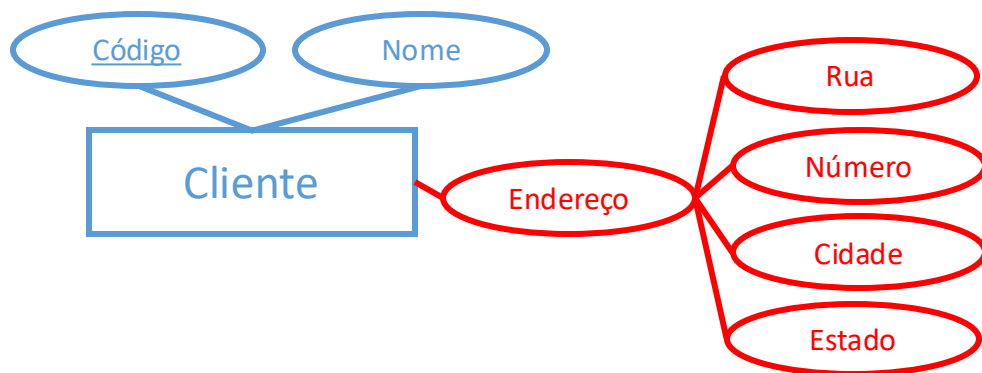 Código
Nome
Cliente
Endereço
Rua
Número
Cidade
Estado